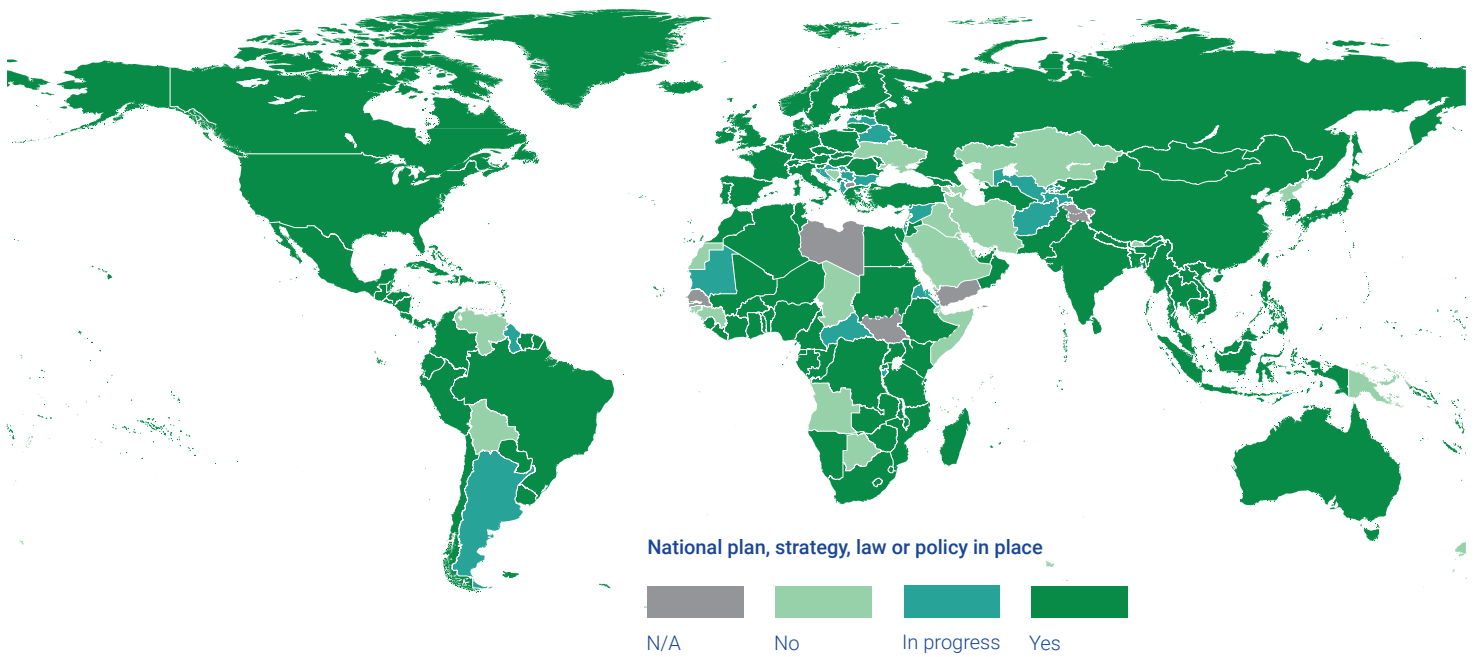 National plan, strategy, law or policy in place
N/A
No
In progress
Yes